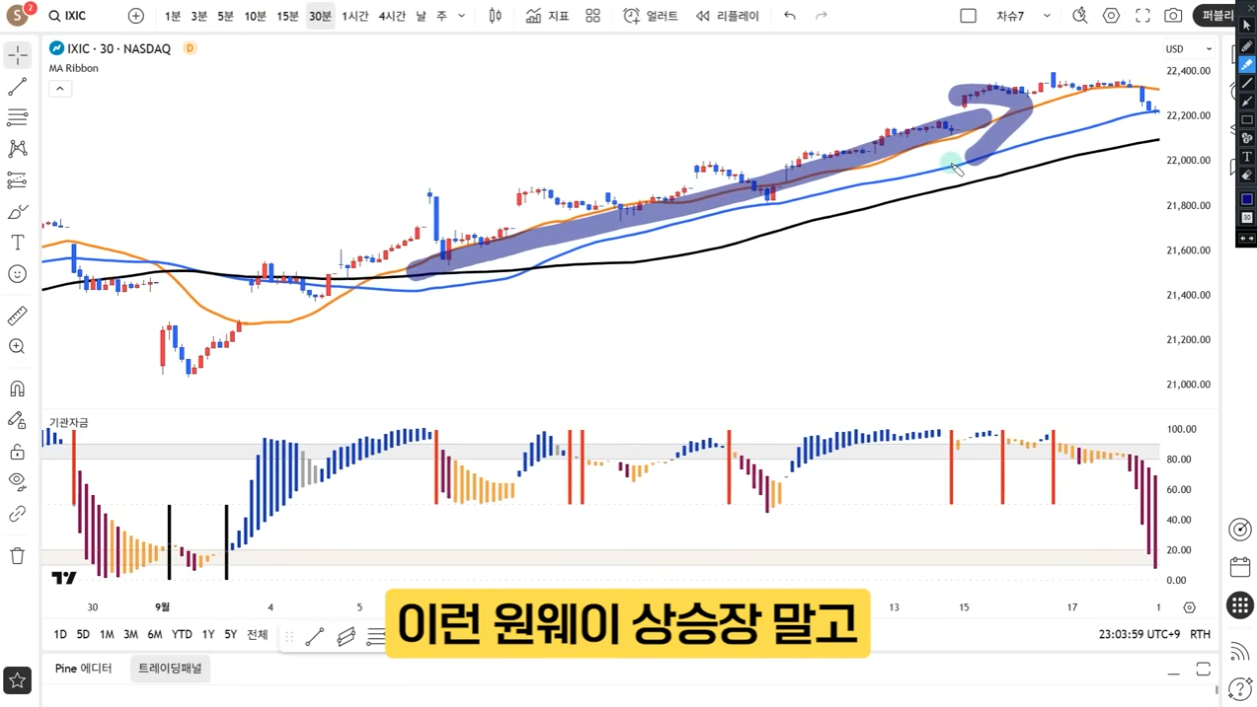 S 2 IXIC 1분 3분 5분 10분 15분 30분 1시간 4시간 날 주 지표 얼러트 리플레이 차슈7 퍼블리
IXIC · 30 · NASDAQ D
MA Ribbon
USD
22,400.00
22,200.00
22,000.00
21,800.00
21,600.00
21,400.00
21,200.00
21,000.00
기관자금
100.00
80.00
60.00
40.00
20.00
0.00
30 9월 4 5 13 15 17 1
이런 원웨이 상승장 말고
1D 5D 1M 3M 6M YTD 1Y 5Y 전체 23:03:59 UTC+9 RTH
Pine 에디터 트레이딩패널